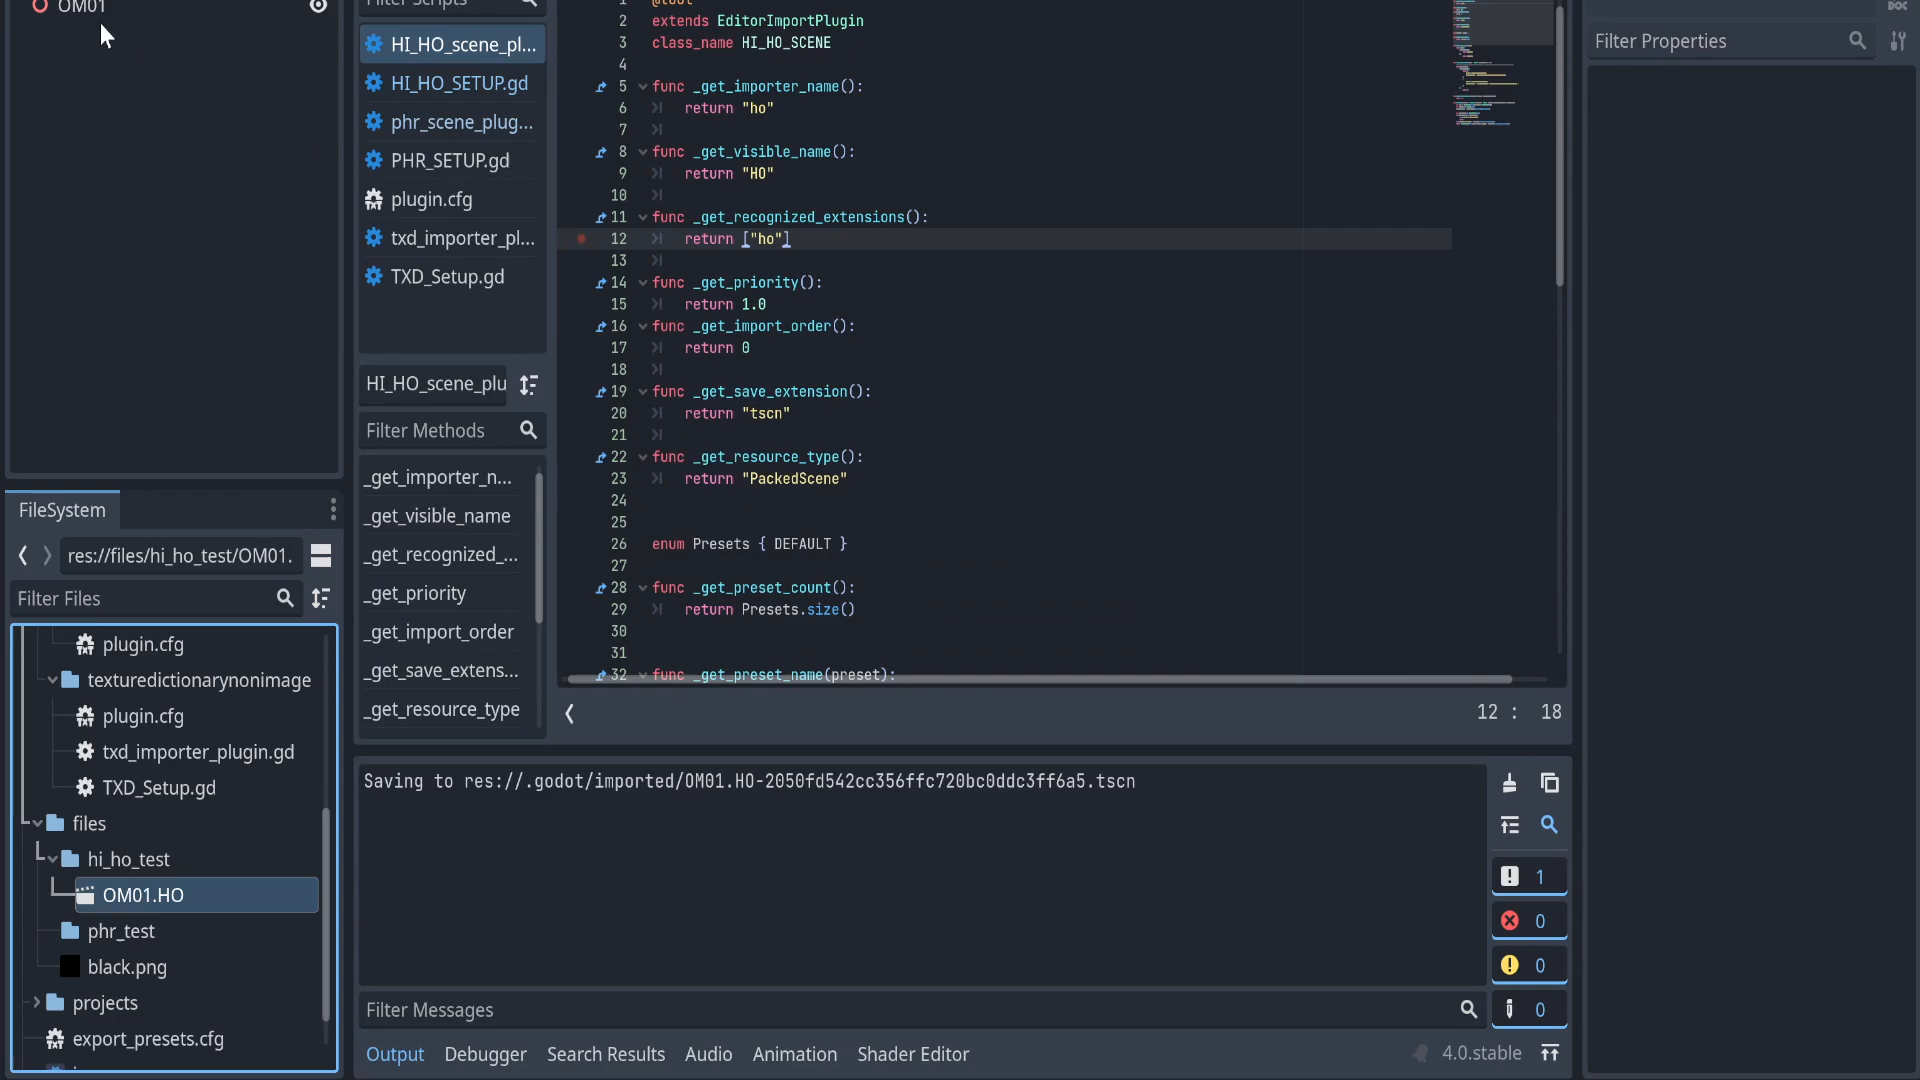 OM01
Filter Scripts
HI_HO_scene_pl...
HI_HO_SETUP.gd
phr_scene_plug...
PHR_SETUP.gd
plugin.cfg
txd_importer_pl...
TXD_Setup.gd
HI_HO_scene_plu
Filter Methods
_get_importer_n...
_get_visible_name
_get_recognized_...
_get_priority
_get_import_order
_get_save_extens...
_get_resource_type
1 @tool
2 extends EditorImportPlugin
3 class_name HI_HO_SCENE
4
5 func _get_importer_name():
6 return "ho"
7
8 func _get_visible_name():
9 return "HO"
10
11 func _get_recognized_extensions():
12 return ["ho"]
13
14 func _get_priority():
15 return 1.0
16 func _get_import_order():
17 return 0
18
19 func _get_save_extension():
20 return "tscn"
21
22 func _get_resource_type():
23 return "PackedScene"
24
25
26 enum Presets { DEFAULT }
27
28 func _get_preset_count():
29 return Presets.size()
30
31
32 func _get_preset_name(preset):
12 : 18
DOC
Filter Properties
FileSystem
res://files/hi_ho_test/OM01.
Filter Files
plugin.cfg
texturedictionarynonimage
plugin.cfg
txd_importer_plugin.gd
TXD_Setup.gd
files
hi_ho_test
OM01.HO
phr_test
black.png
projects
export_presets.cfg
Saving to res://.godot/imported/OM01.HO-2050fd542cc356ffc720bc0ddc3ff6a5.tscn
1
0
0
0
Filter Messages
Output Debugger Search Results Audio Animation Shader Editor
4.0.stable